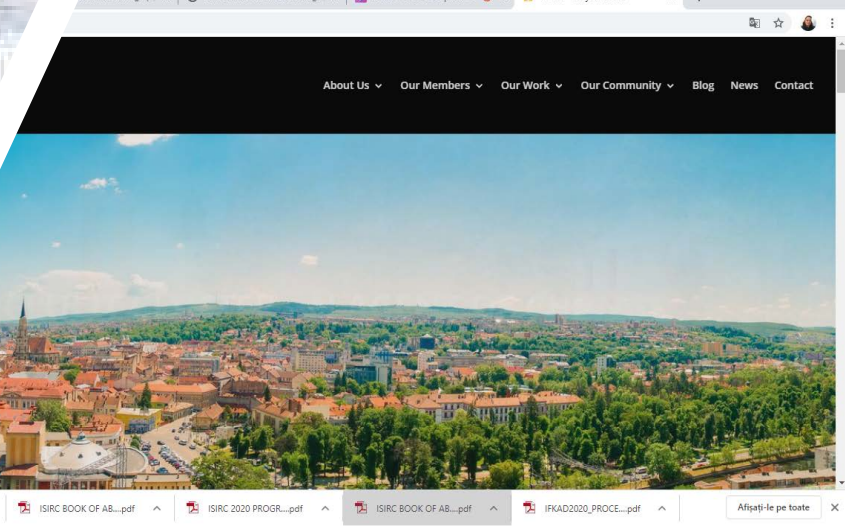 About Us Our Members Our Work Our Community Blog News Contact
ISIRC BOOK OF AB....pdf ISIRC 2020 PROGR....pdf ISIRC BOOK OF AB....pdf IFKAD2020_PROCE....pdf Afișați-le pe toate